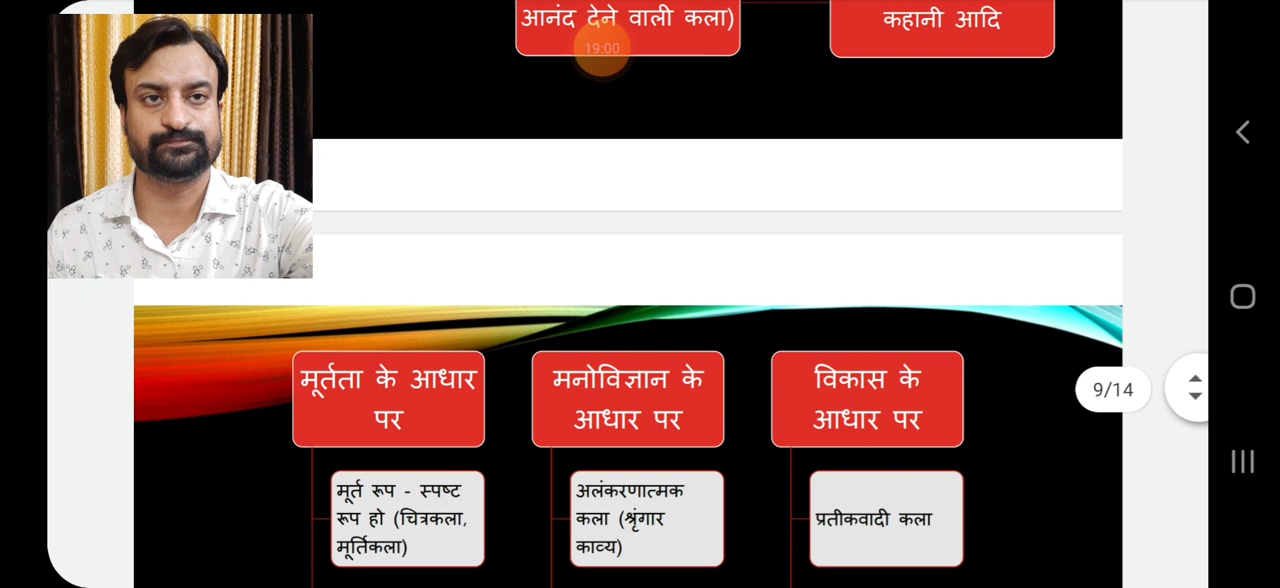 आनंद देने वाली कला)
कहानी आदि
19:00
मूर्तता के आधार
पर
मनोविज्ञान के
आधार पर
विकास के
आधार पर
9/14
मूर्त रूप - स्पष्ट
रूप हो (चित्रकला,
मूर्तिकला)
अलंकरणात्मक
कला (श्रृंगार
काव्य)
प्रतीकवादी कला